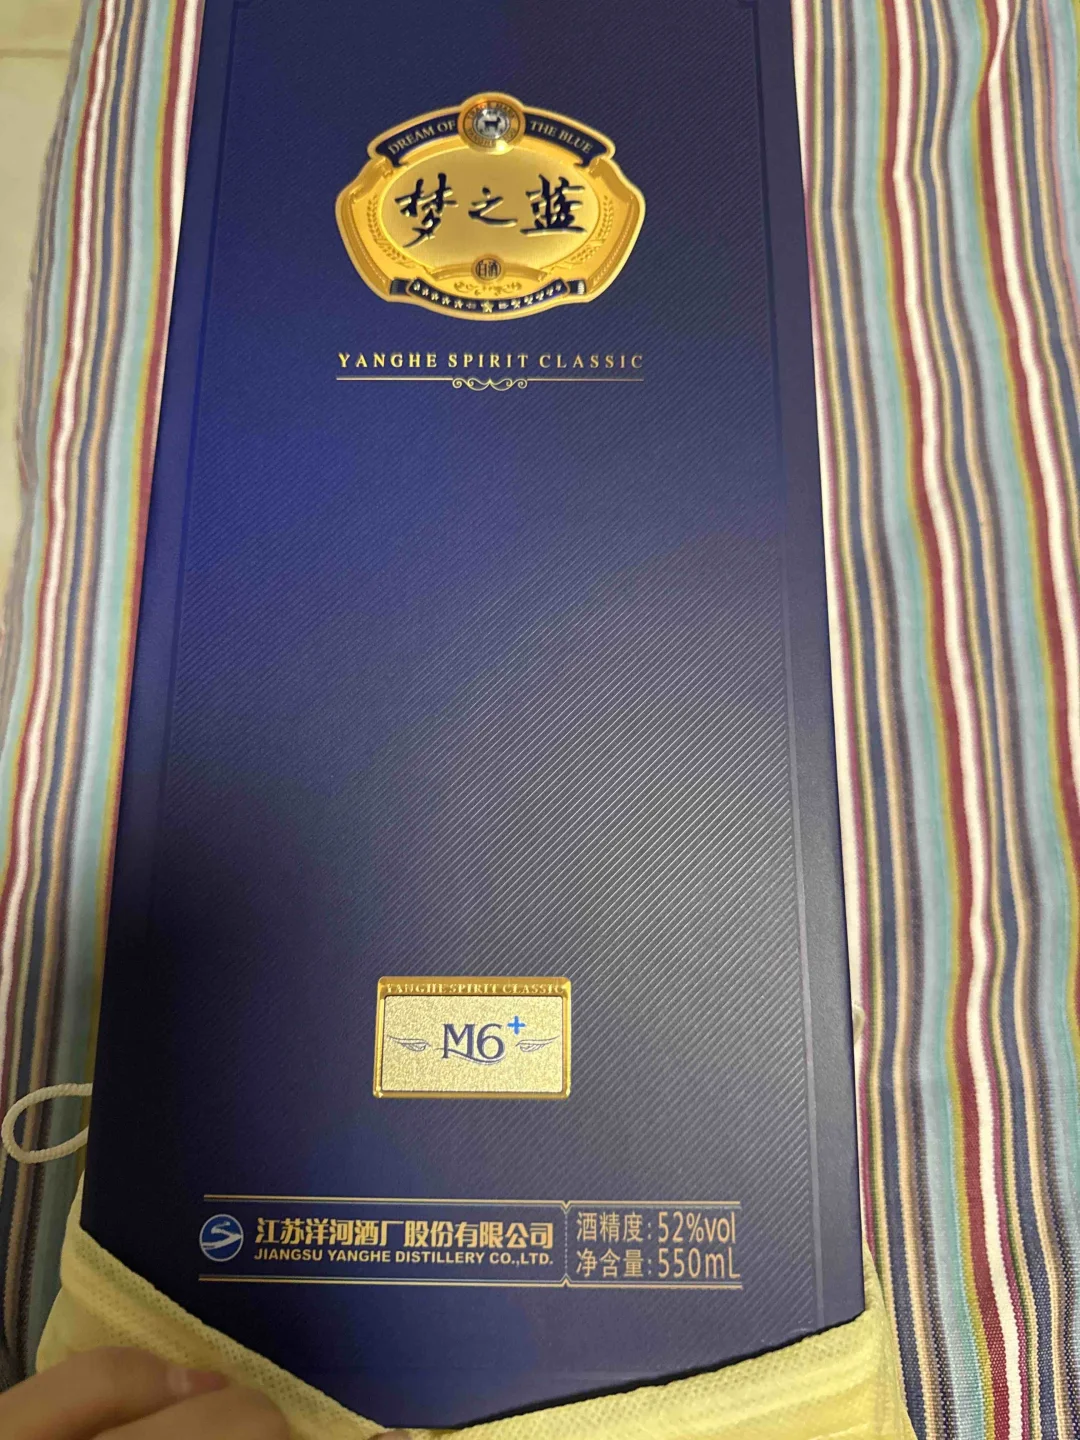 DREAM OF THE BLUE
梦之蓝
白酒
YANGHE SPIRIT CLASSIC
YANGHE SPIRIT CLASSIC
M6+
江苏洋河酒厂股份有限公司
JIANGSU YANGHE DISTILLERY CO.,LTD.
酒精度:52%vol
净含量:550mL